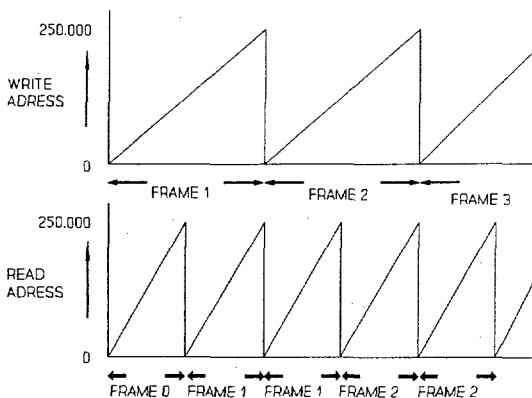 250.000
WRITE
ADRESS
0
FRAME 1 FRAME 2 FRAME 3
250.000
READ
ADRESS
0
FRAME 0 FRAME 1 FRAME 1 FRAME 2 FRAME 2